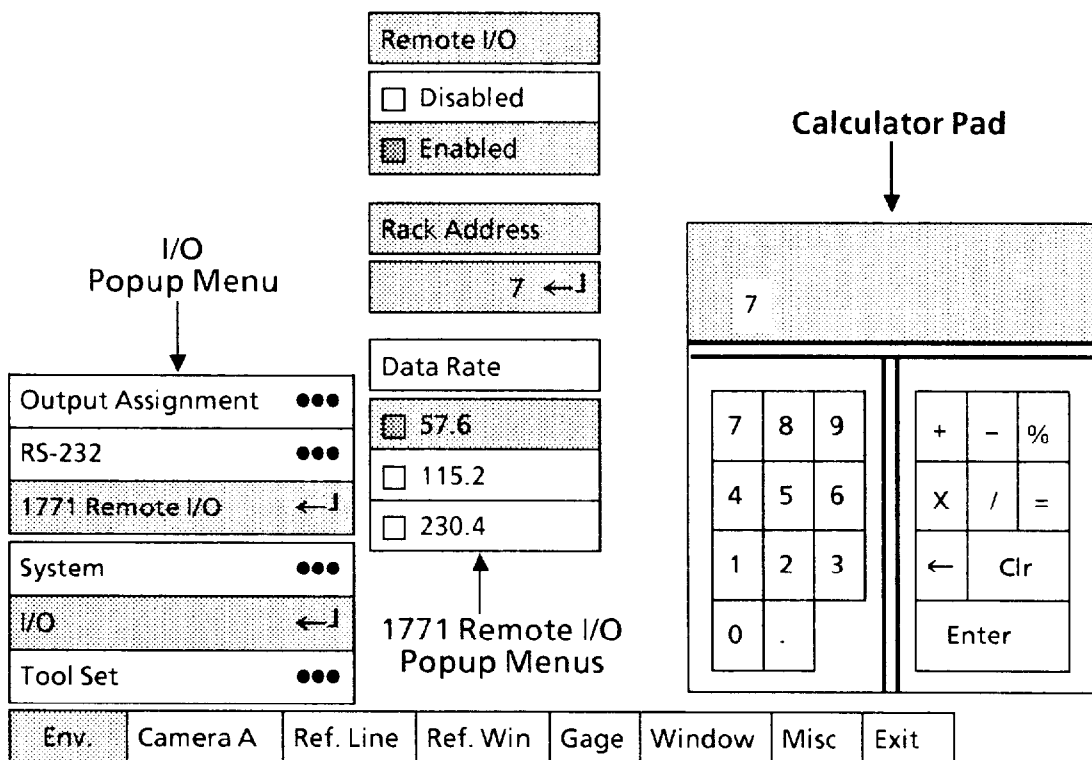 Remote I/O
Disabled
Enabled
Calculator Pad
Rack Address
7 ←┘
I/O
Popup Menu
7
Data Rate
57.6
115.2
230.4
Output Assignment •••
RS-232 •••
1771 Remote I/O ←┘
System •••
I/O ←┘
Tool Set •••
1771 Remote I/O
Popup Menus
7 8 9
4 5 6
1 2 3
0 .
+ - %
X / =
← Clr
Enter
Env. Camera A Ref. Line Ref. Win Gage Window Misc Exit